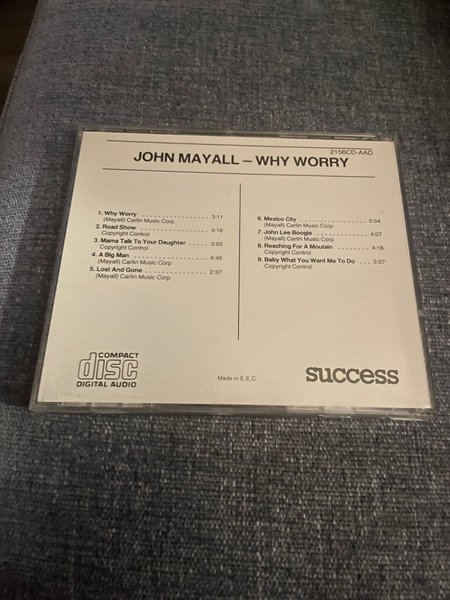 2156CD-AAD
JOHN MAYALL – WHY WORRY
1. Why Worry . . . . . . . . . . . . . . . . 3:11
(Mayall) Carlin Music Corp
2. Road Show . . . . . . . . . . . . . . . . 4:18
Copyright Control
3. Mama Talk To Your Daughter . . . . 3:50
Copyright Control
4. A Big Man . . . . . . . . . . . . . . . . 4:45
(Mayall) Carlin Music Corp
5. Lost And Gone . . . . . . . . . . . . . 2:37
(Mayall) Carlin Music Corp
6. Mexico City . . . . . . . . . . . . . . . 5:54
(Mayall) Carlin Music Corp
7. John Lee Boogie . . . . . . . . . . . . 4:07
(Mayall) Carlin Music Corp
8. Reaching For A Moutain . . . . . . . 4:18
Copyright Control
9. Baby What You Want Me To Do . . . 5:07
Copyright Control
COMPACT
disc
DIGITAL AUDIO
Made in E.E.C.
success